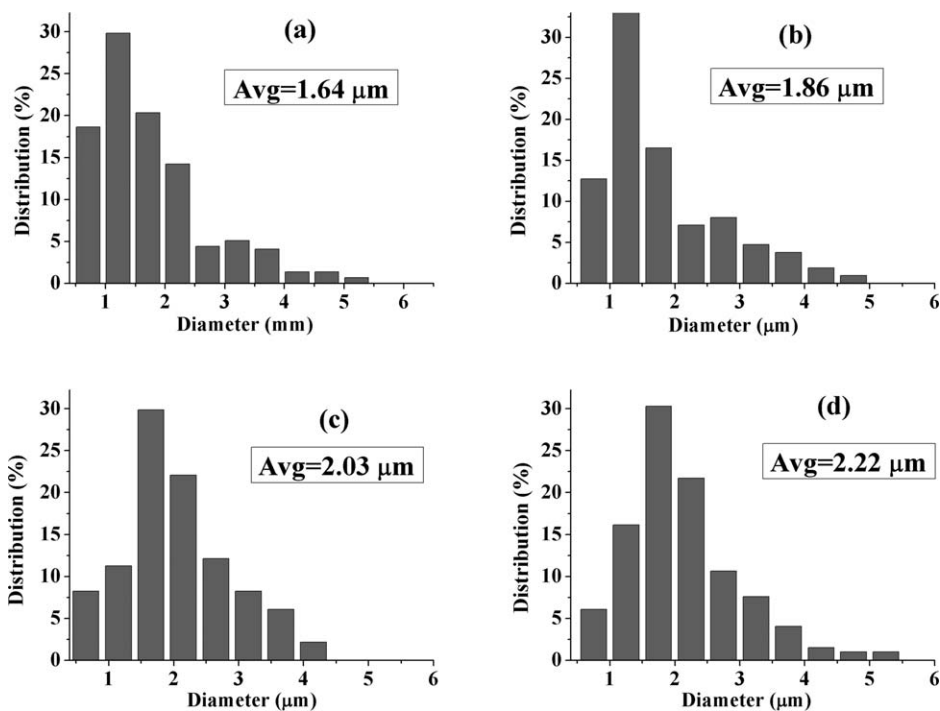 (a)
Avg=1.64 μm
Distribution (%)
30
25
20
15
10
5
0
1 2 3 4 5 6
Diameter (mm)
(b)
Avg=1.86 μm
Distribution (%)
30
25
20
15
10
5
0
1 2 3 4 5 6
Diameter (μm)
(c)
Avg=2.03 μm
Distribution (%)
30
25
20
15
10
5
0
1 2 3 4 5 6
Diameter (μm)
(d)
Avg=2.22 μm
Distribution (%)
30
25
20
15
10
5
0
1 2 3 4 5 6
Diameter (μm)